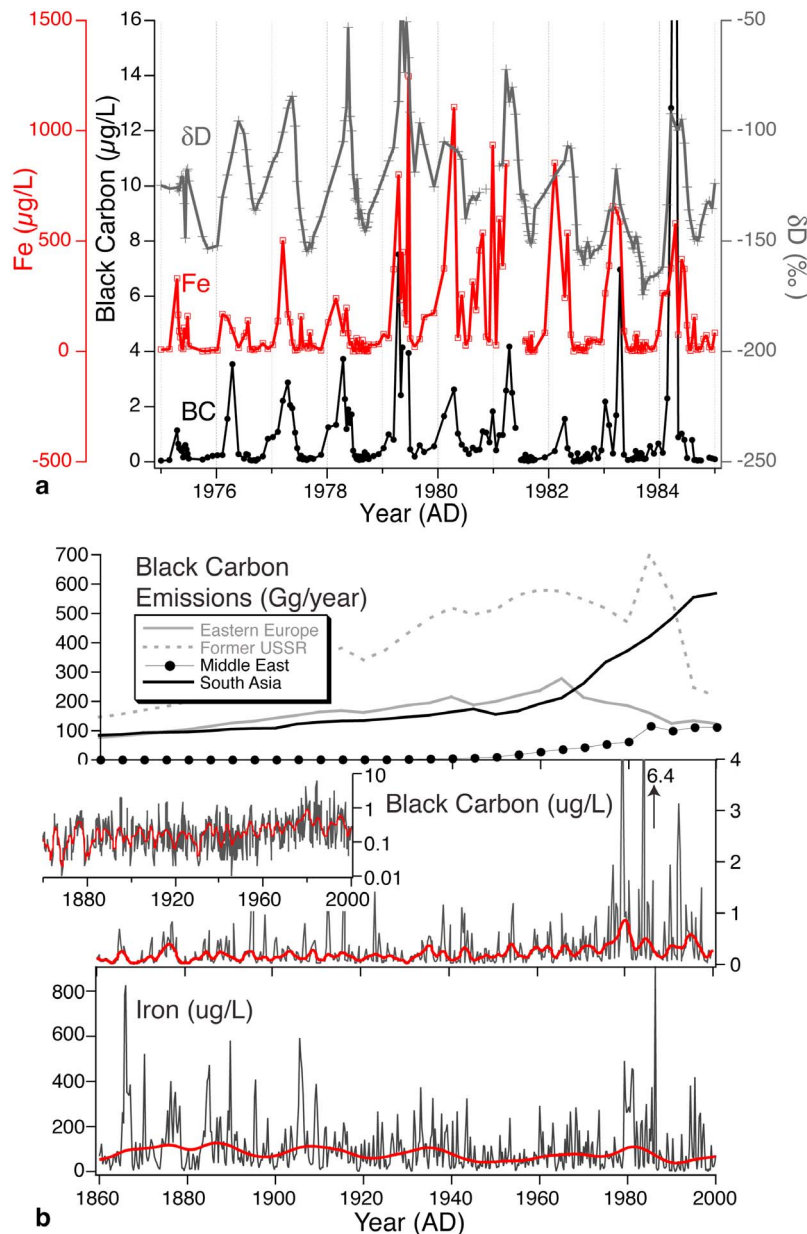 1500
1000
500
0
-500
Fe (µg/L)
16
14
12
10
8
6
4
2
0
Black Carbon (µg/L)
-50
-100
-150
-200
-250
δD (‰)
δD
Fe
BC
1976 1978 1980 1982 1984
Year (AD)
a
700
600
500
400
300
200
100
0
Black Carbon
Emissions (Gg/year)
Eastern Europe
Former USSR
Middle East
South Asia
10
1
0.1
0.01
1880 1920 1960 2000
Black Carbon (ug/L)
6.4
4
3
2
1
0
Iron (ug/L)
800
600
400
200
0
1860 1880 1900 1920 1940 1960 1980 2000
Year (AD)
b